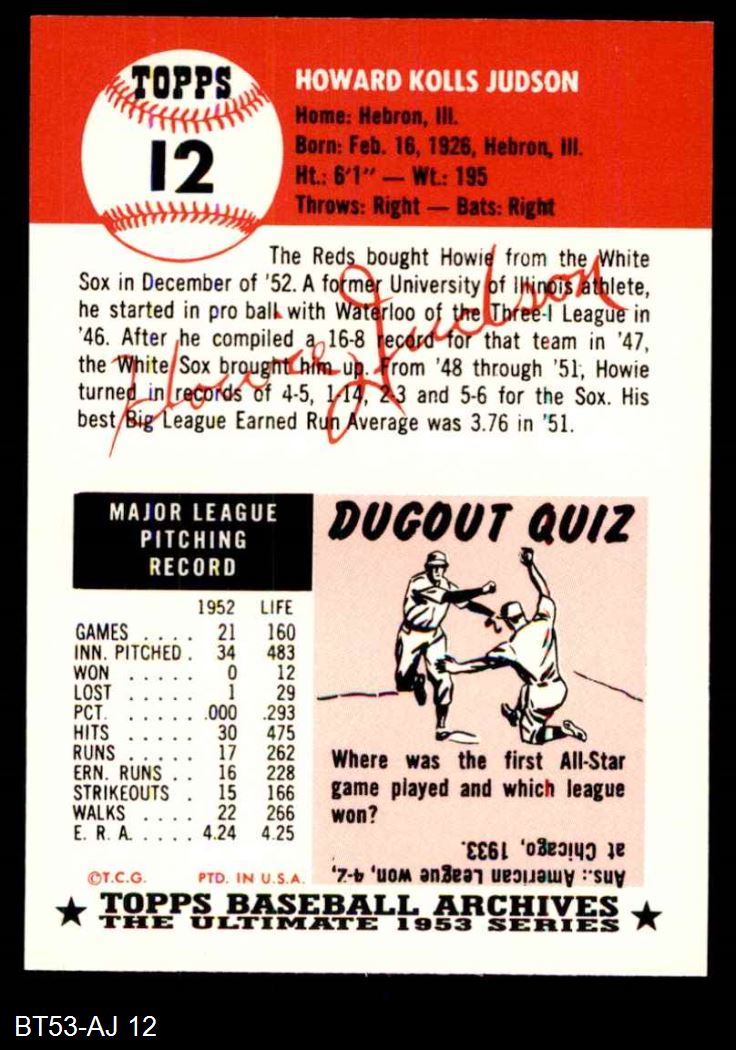 TOPPS
12
HOWARD KOLLS JUDSON
Home: Hebron, Ill.
Born: Feb. 16, 1926, Hebron, Ill.
Ht.: 6'1" — Wt.: 195
Throws: Right — Bats: Right
The Reds bought Howie from the White
Sox in December of '52. A former University of Illinois athlete,
he started in pro ball with Waterloo of the Three-I League in
'46. After he compiled a 16-8 record for that team in '47,
the White Sox brought him up. From '48 through '51, Howie
turned in records of 4-5, 1-14, 2-3 and 5-6 for the Sox. His
best Big League Earned Run Average was 3.76 in '51.
Howie Judson
MAJOR LEAGUE
PITCHING
RECORD
1952 LIFE
GAMES . . . . 21 160
INN. PITCHED . 34 483
WON . . . . . 0 12
LOST . . . . . 1 29
PCT. . . . . . .000 .293
HITS . . . . . 30 475
RUNS . . . . . 17 262
ERN. RUNS . . 16 228
STRIKEOUTS . 15 166
WALKS . . . . 22 266
E. R. A. . . . . 4.24 4.25
©T.C.G. PTD. IN U.S.A.
DUGOUT QUIZ
Where was the first All-Star
game played and which league
won?
Ans.: American League won, 4-2,
at Chicago, 1933.
★ TOPPS BASEBALL ARCHIVES ★
THE ULTIMATE 1953 SERIES
BT53-AJ 12